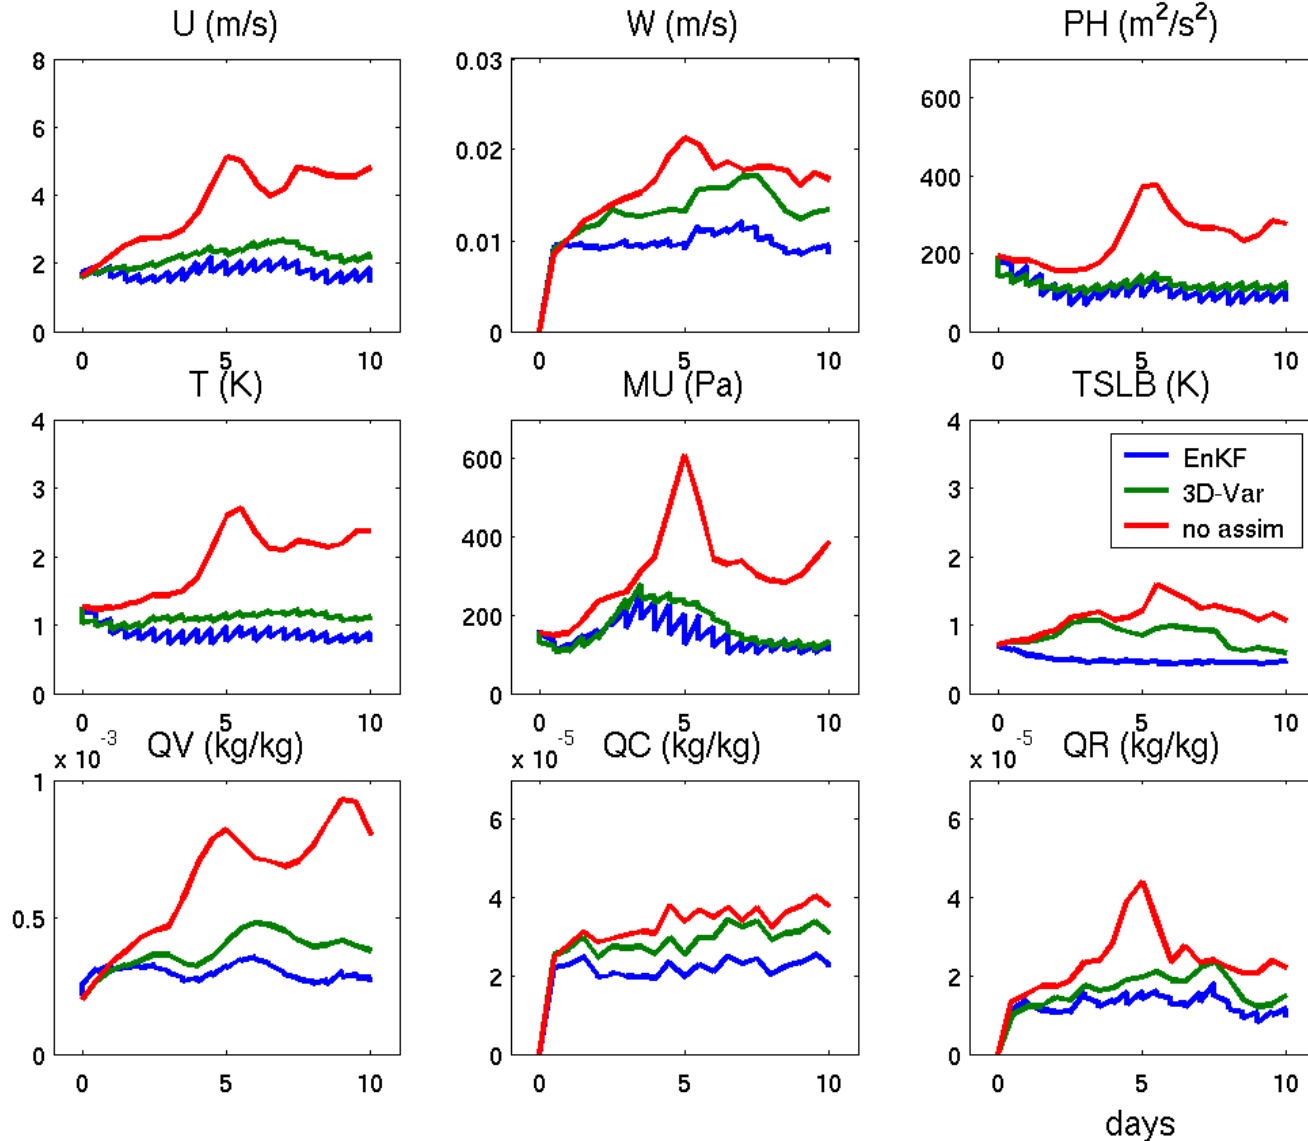 U (m/s)
8
6
4
2
0
0 5 10
W (m/s)
0.03
0.02
0.01
0
0 5 10
PH (m²/s²)
600
400
200
0
0 5 10
T (K)
4
3
2
1
0
0 5 10
MU (Pa)
600
400
200
0
0 5 10
TSLB (K)
4
3
2
1
0
EnKF
3D-Var
no assim
0 5 10
x 10⁻³
QV (kg/kg)
1
0.5
0
0 5 10
x 10⁻⁵
QC (kg/kg)
6
4
2
0
0 5 10
x 10⁻⁵
QR (kg/kg)
6
4
2
0
0 5 10
days